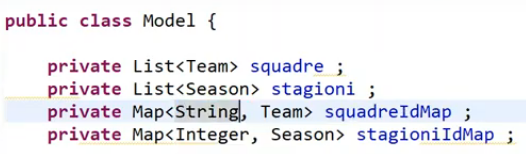 public class Model {
private List<Team> squadre ;
private List<Season> stagioni ;
private Map<String, Team> squadreIdMap ;
private Map<Integer, Season> stagioniIdMap ;